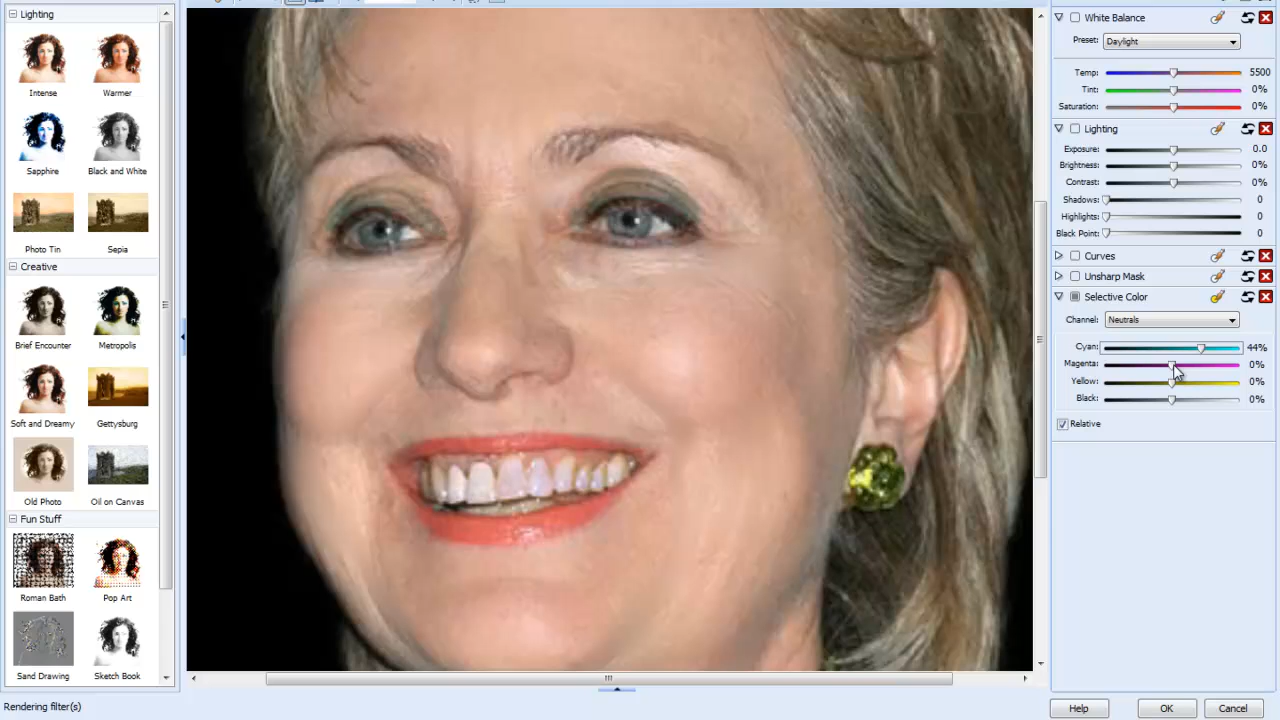 Lighting
Intense
Warmer
Sapphire
Black and White
Photo Tin
Sepia
Creative
Brief Encounter
Metropolis
Soft and Dreamy
Gettysburg
Old Photo
Oil on Canvas
Fun Stuff
Roman Bath
Pop Art
Sand Drawing
Sketch Book
Rendering filter(s)
White Balance
Preset: Daylight
Temp: 5500
Tint: 0%
Saturation: 0%
Lighting
Exposure: 0.0
Brightness: 0%
Contrast: 0%
Shadows: 0
Highlights: 0
Black Point: 0
Curves
Unsharp Mask
Selective Color
Channel: Neutrals
Cyan: 44%
Magenta: 0%
Yellow: 0%
Black: 0%
Relative
Help
OK
Cancel